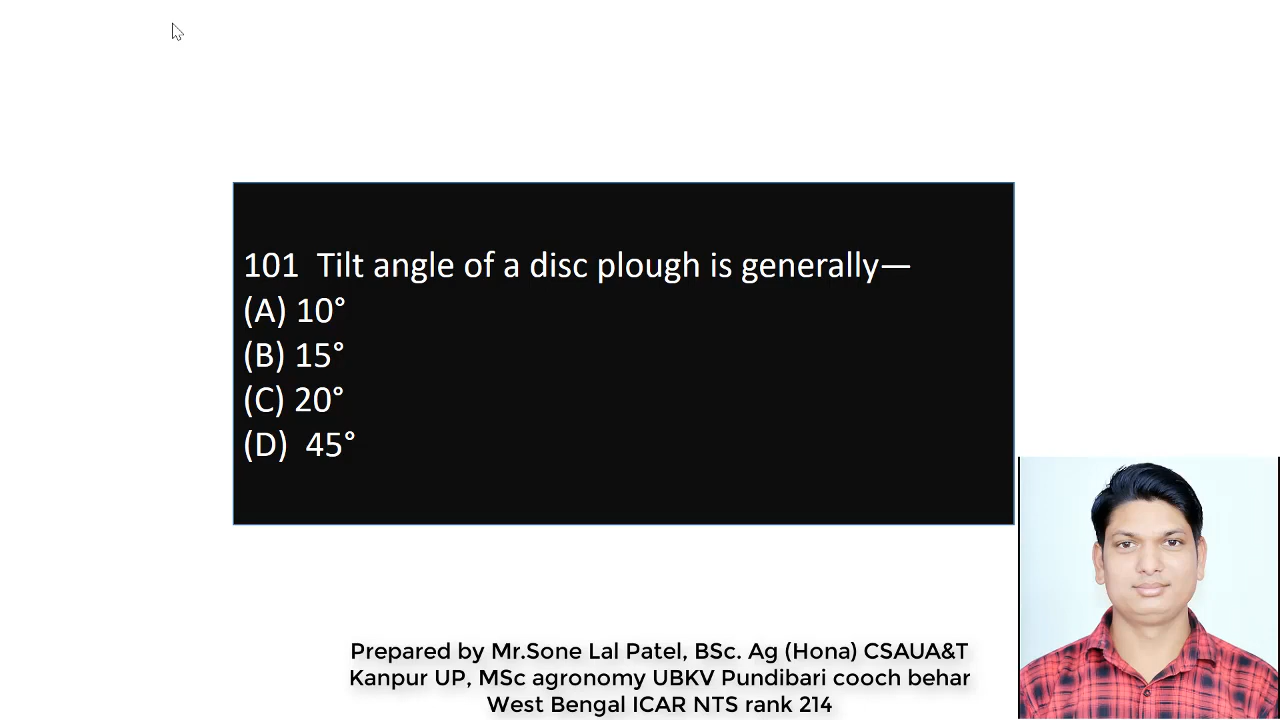 101  Tilt angle of a disc plough is generally—
(A) 10°
(B) 15°
(C) 20°
(D)  45°
Prepared by Mr.Sone Lal Patel, BSc. Ag (Hona) CSAUA&T
Kanpur UP, MSc agronomy UBKV Pundibari cooch behar
West Bengal ICAR NTS rank 214